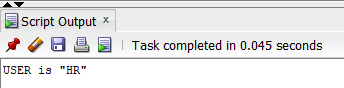 Script Output x
Task completed in 0.045 seconds
USER is "HR"